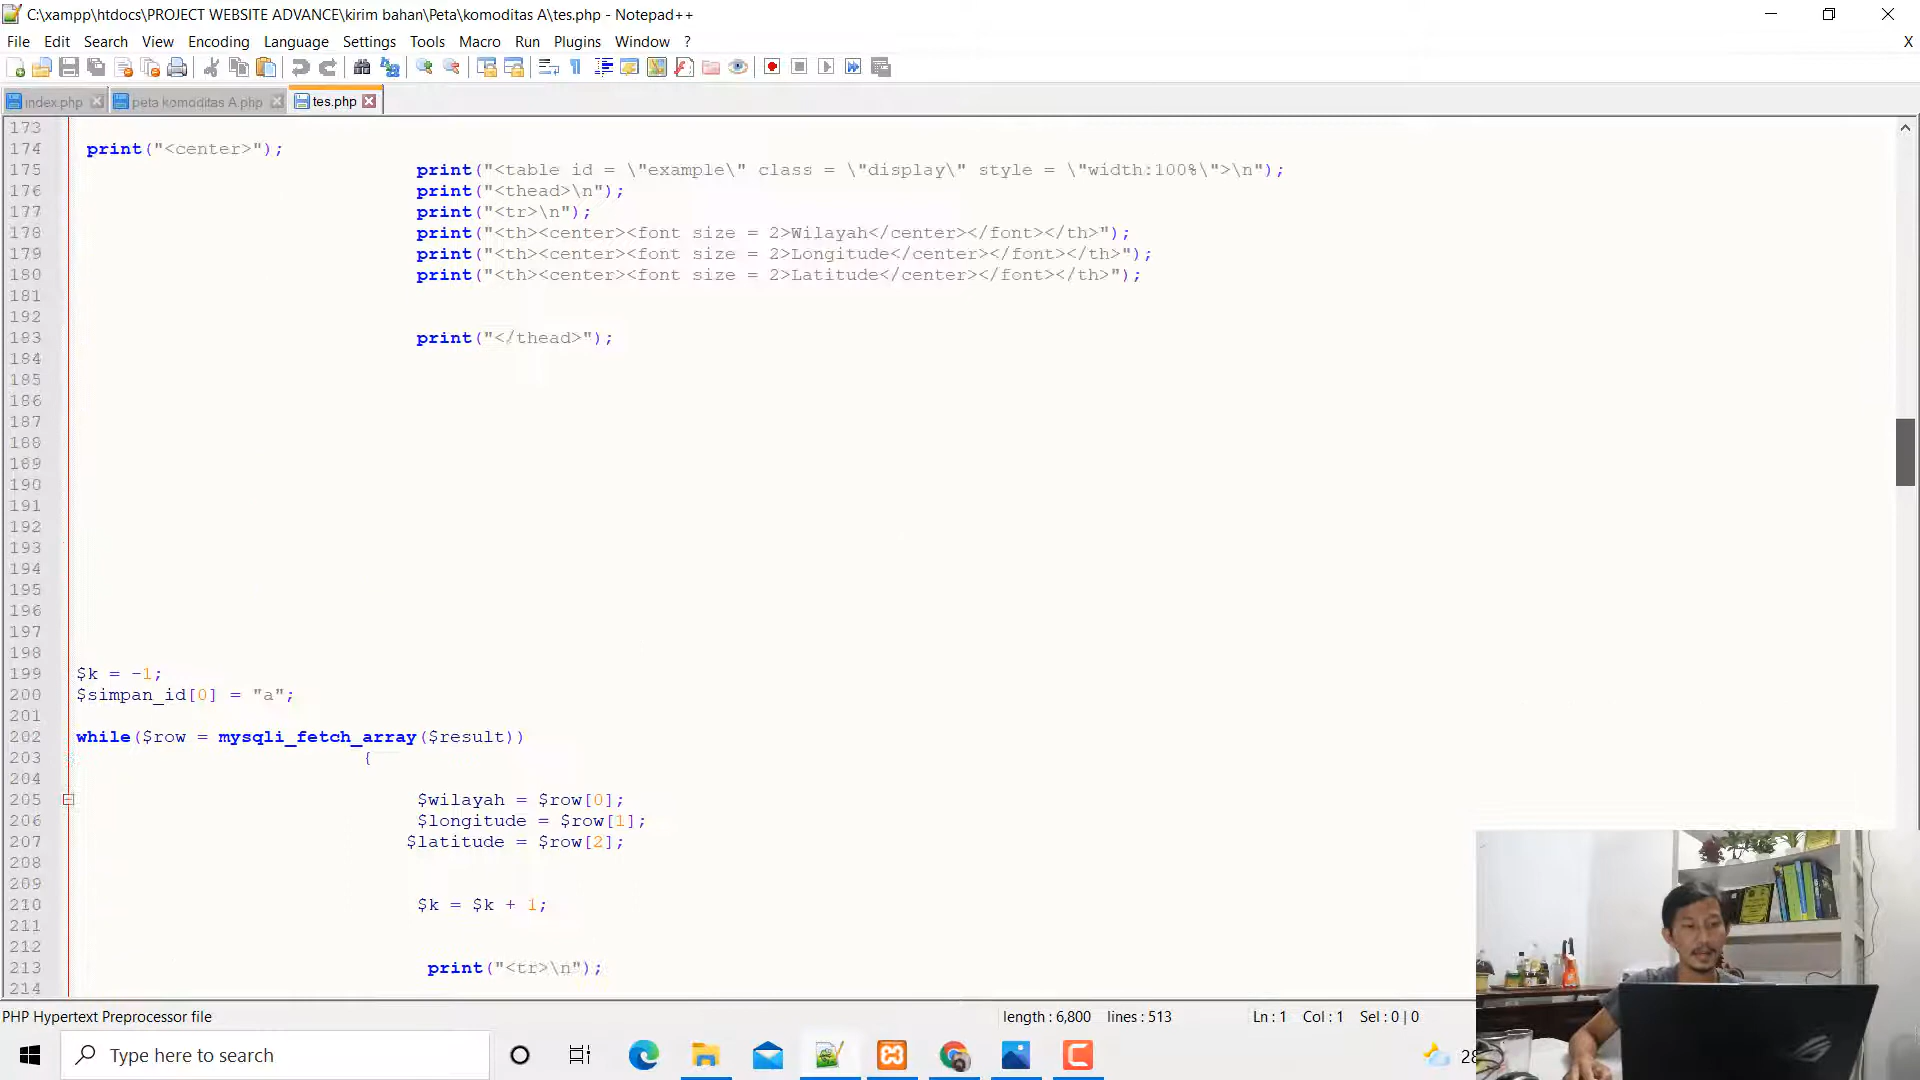 C:\xampp\htdocs\PROJECT WEBSITE ADVANCE\kirim bahan\Peta\komoditas A\tes.php - Notepad++
File Edit Search View Encoding Language Settings Tools Macro Run Plugins Window ? X
index.php peta komoditas A.php tes.php
173
174 print("<center>");
175 print("<table id = \"example\" class = \"display\" style = \"width:100%\">\n");
176 print("<thead>\n");
177 print("<tr>\n");
178 print("<th><center><font size = 2>Wilayah</center></font></th>");
179 print("<th><center><font size = 2>Longitude</center></font></th>");
180 print("<th><center><font size = 2>Latitude</center></font></th>");
181
192
183 print("</thead>");
184
185
186
187
188
189
190
191
192
193
194
195
196
197
198
199 $k = -1;
200 $simpan_id[0] = "a";
201
202 while($row = mysqli_fetch_array($result))
203 {
204
205 $wilayah = $row[0];
206 $longitude = $row[1];
207 $latitude = $row[2];
208
209
210 $k = $k + 1;
211
212
213 print("<tr>\n");
214
PHP Hypertext Preprocessor file length : 6,800 lines : 513 Ln : 1 Col : 1 Sel : 0 | 0
Type here to search